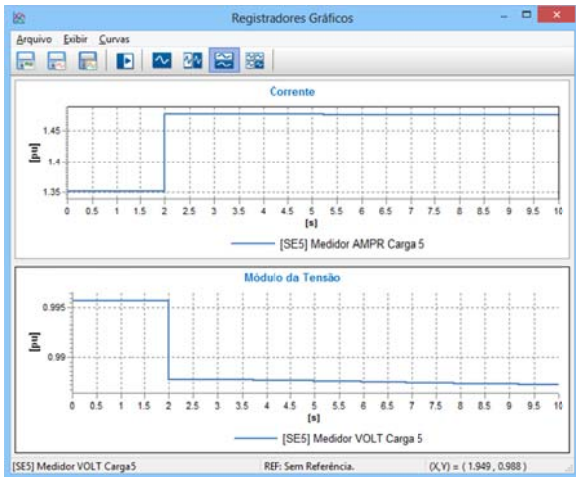 Registradores Gráficos
Arquivo Exibir Curvas
Corrente
[pu]
1.45
1.4
1.35
0 0.5 1 1.5 2 2.5 3 3.5 4 4.5 5 5.5 6 6.5 7 7.5 8 8.5 9 9.5 10
[s]
[SE5] Medidor AMPR Carga 5
Módulo da Tensão
[pu]
0.995
0.99
0 0.5 1 1.5 2 2.5 3 3.5 4 4.5 5 5.5 6 6.5 7 7.5 8 8.5 9 9.5 10
[s]
[SE5] Medidor VOLT Carga 5
[SE5] Medidor VOLT Carga5 REF: Sem Referência. (X,Y) = ( 1.949 , 0.988 )